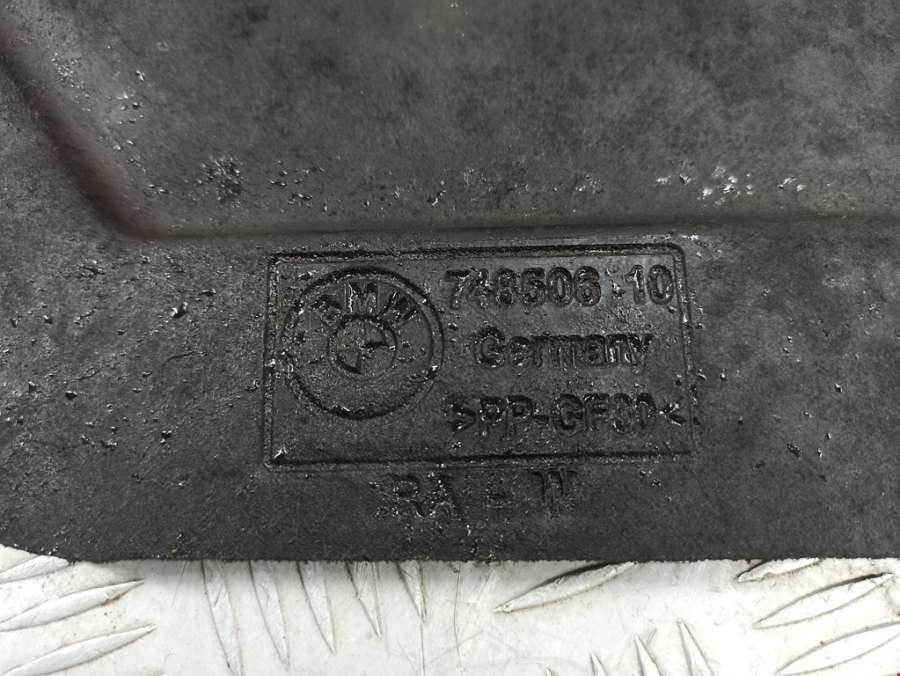 BMW
748506 10
Germany
>PP-GF30<
RA - W